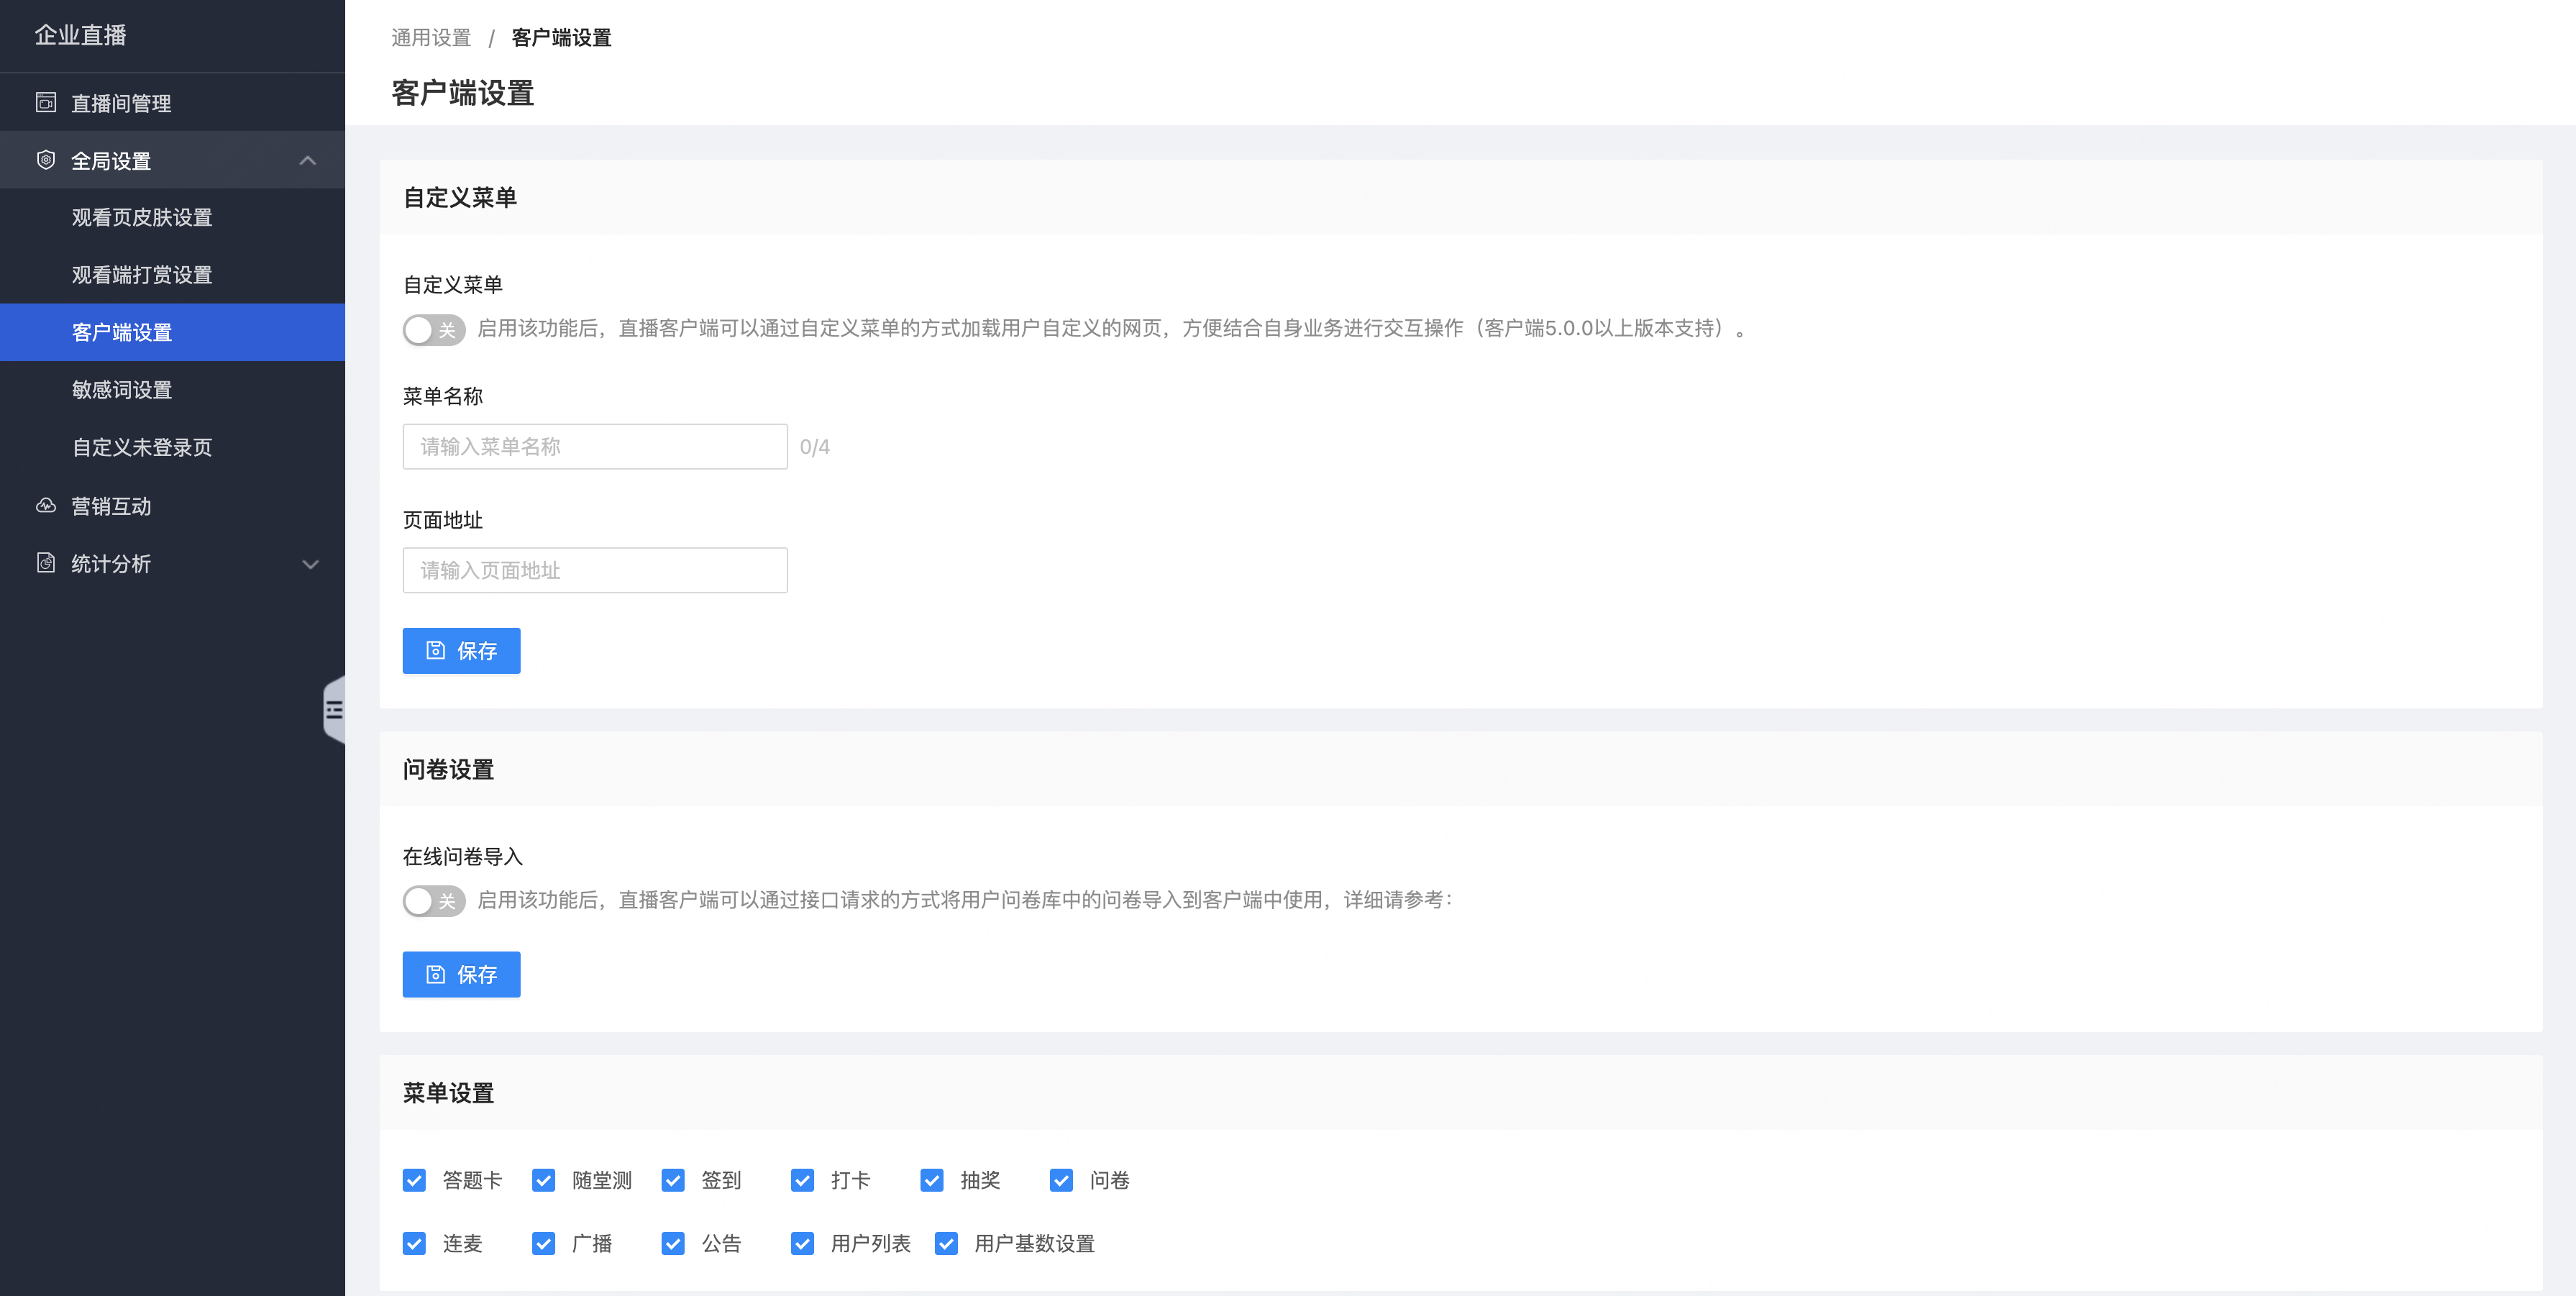 企业直播
直播间管理
全局设置
观看页皮肤设置
观看端打赏设置
客户端设置
敏感词设置
自定义未登录页
营销互动
统计分析
通用设置 / 客户端设置
客户端设置
自定义菜单
自定义菜单
关 启用该功能后，直播客户端可以通过自定义菜单的方式加载用户自定义的网页，方便结合自身业务进行交互操作（客户端5.0.0以上版本支持）。
菜单名称
请输入菜单名称 0/4
页面地址
请输入页面地址
保存
问卷设置
在线问卷导入
关 启用该功能后，直播客户端可以通过接口请求的方式将用户问卷库中的问卷导入到客户端中使用，详细请参考：
保存
菜单设置
答题卡 随堂测 签到 打卡 抽奖 问卷
连麦 广播 公告 用户列表 用户基数设置